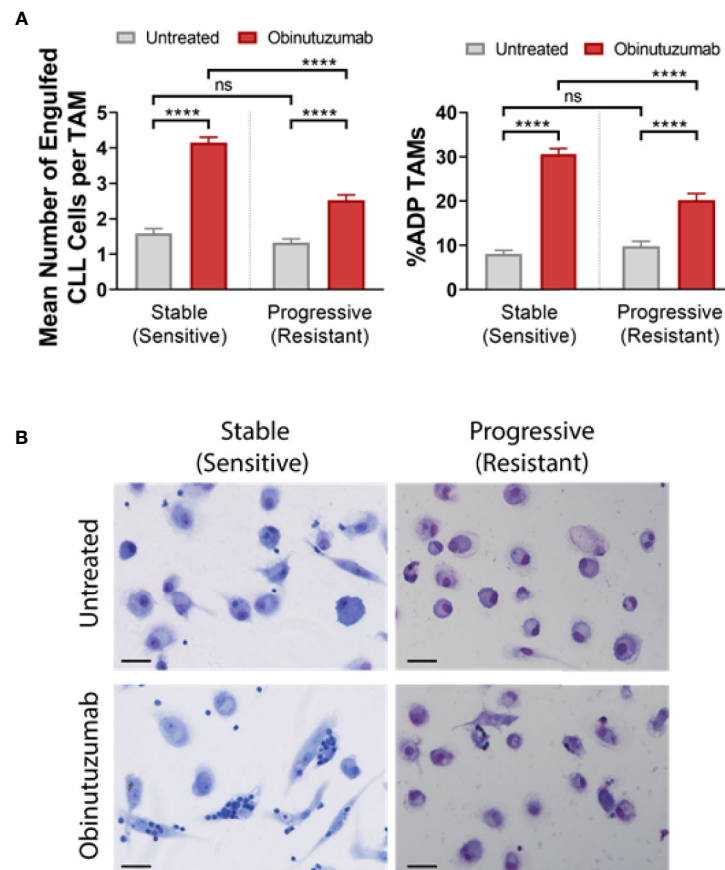 A
Untreated Obinutuzumab
****
ns
**** ****
Mean Number of Engulfed
CLL Cells per TAM
5
4
3
2
1
0
Stable
(Sensitive)
Progressive
(Resistant)
Untreated Obinutuzumab
****
ns
**** ****
%ADP TAMs
40
30
20
10
0
Stable
(Sensitive)
Progressive
(Resistant)
B
Stable
(Sensitive)
Progressive
(Resistant)
Untreated
Obinutuzumab